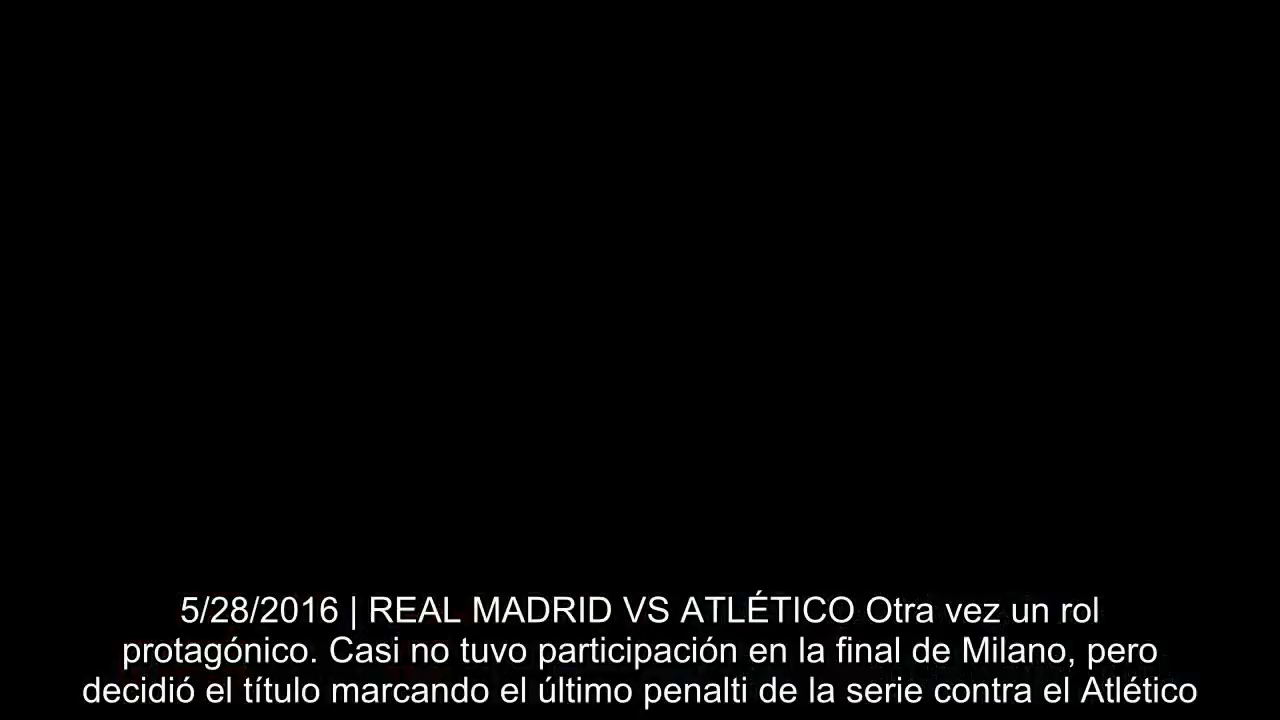 5/28/2016 | REAL MADRID VS ATLÉTICO Otra vez un rol
protagónico. Casi no tuvo participación en la final de Milano, pero
decidió el título marcando el último penalti de la serie contra el Atlético